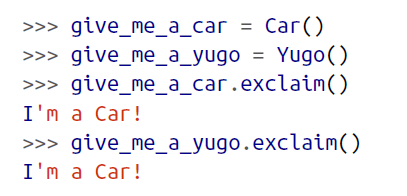 >>> give_me_a_car = Car()
>>> give_me_a_yugo = Yugo()
>>> give_me_a_car.exclaim()
I'm a Car!
>>> give_me_a_yugo.exclaim()
I'm a Car!